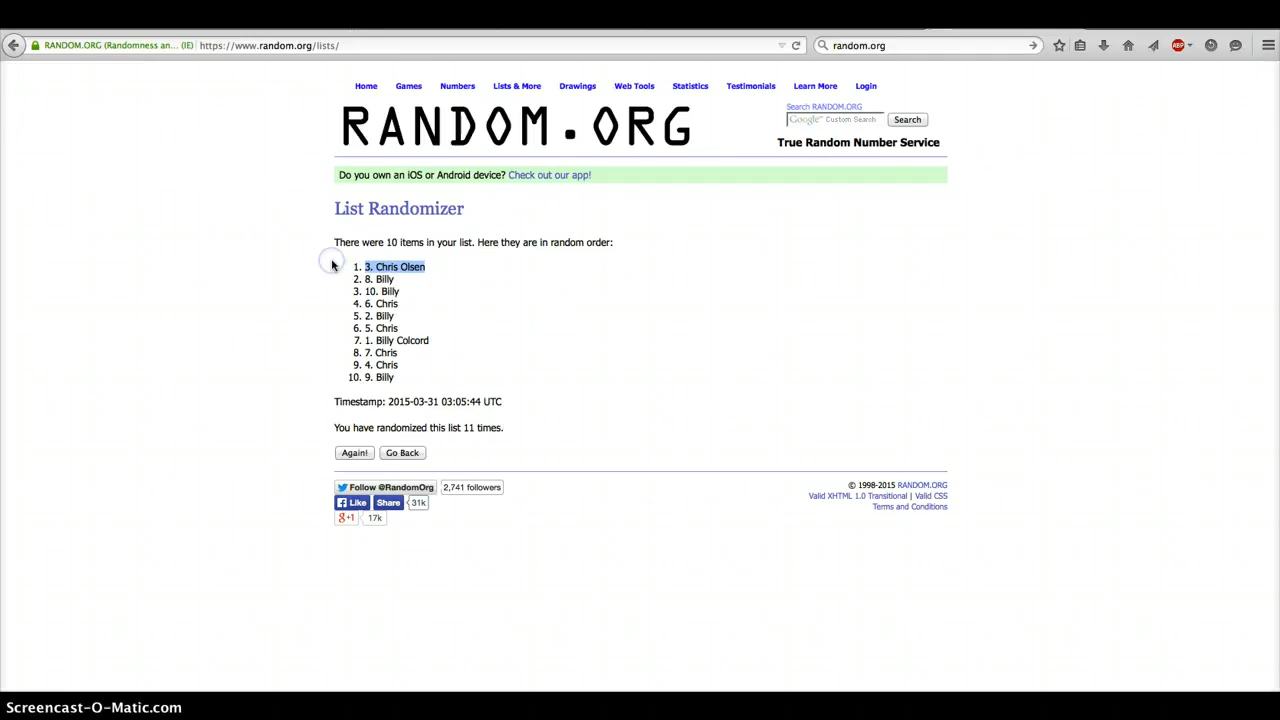 RANDOM.ORG (Randomness an... (IE) https://www.random.org/lists/ random.org ABP
Home Games Numbers Lists & More Drawings Web Tools Statistics Testimonials Learn More Login
RANDOM.ORG
Search RANDOM.ORG
Google™ Custom Search Search
True Random Number Service
Do you own an iOS or Android device? Check out our app!
List Randomizer
There were 10 items in your list. Here they are in random order:
1. 3. Chris Olsen
2. 8. Billy
3. 10. Billy
4. 6. Chris
5. 2. Billy
6. 5. Chris
7. 1. Billy Colcord
8. 7. Chris
9. 4. Chris
10. 9. Billy
Timestamp: 2015-03-31 03:05:44 UTC
You have randomized this list 11 times.
Again! Go Back
Follow @RandomOrg 2,741 followers
Like Share 31k
g+1 17k
© 1998-2015 RANDOM.ORG
Valid XHTML 1.0 Transitional | Valid CSS
Terms and Conditions
Screencast-O-Matic.com